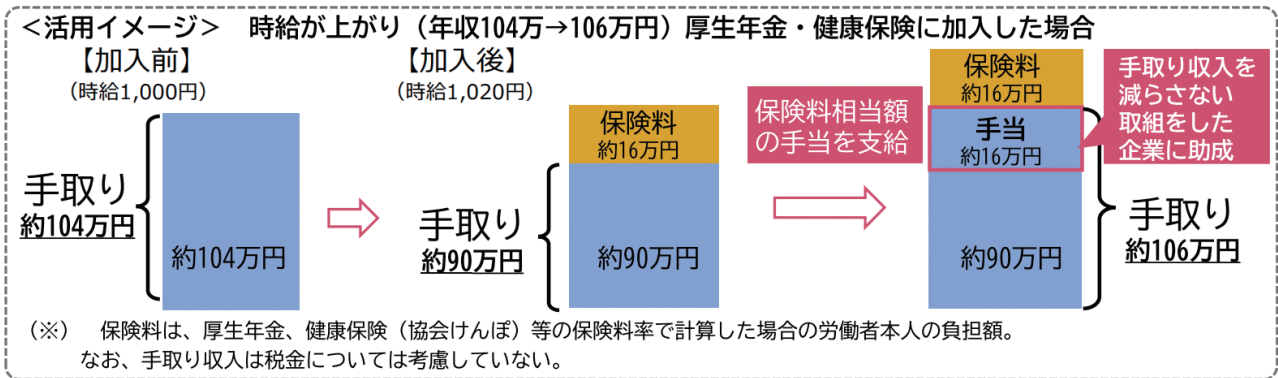 ＜活用イメージ＞　時給が上がり（年収104万→106万円）厚生年金・健康保険に加入した場合
【加入前】
（時給1,000円）
手取り
約104万円
約104万円
【加入後】
（時給1,020円）
保険料
約16万円
手取り
約90万円
約90万円
保険料相当額
の手当を支給
保険料
約16万円
手当
約16万円
約90万円
手取り収入を
減らさない
取組をした
企業に助成
手取り
約106万円
（※）　保険料は、厚生年金、健康保険（協会けんぽ）等の保険料率で計算した場合の労働者本人の負担額。
なお、手取り収入は税金については考慮していない。